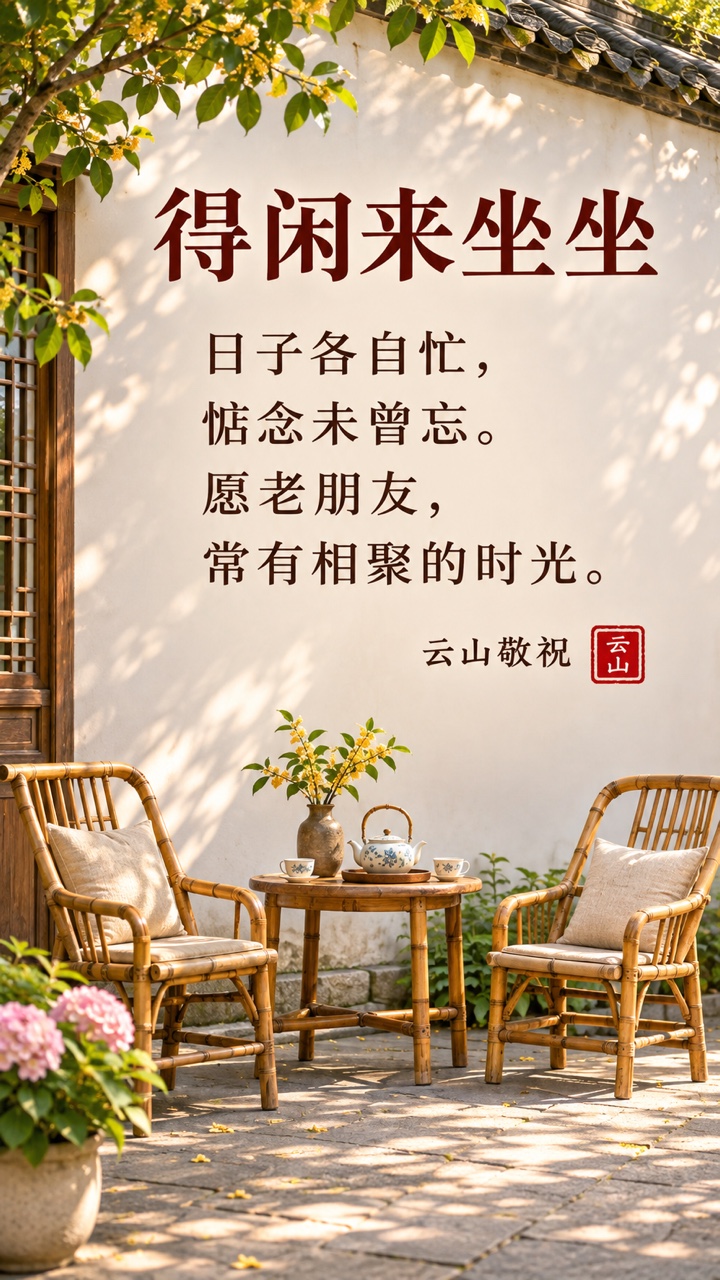 得闲来坐坐
日子各自忙，
惦念未曾忘。
愿老朋友，
常有相聚的时光。
云山敬祝
云山